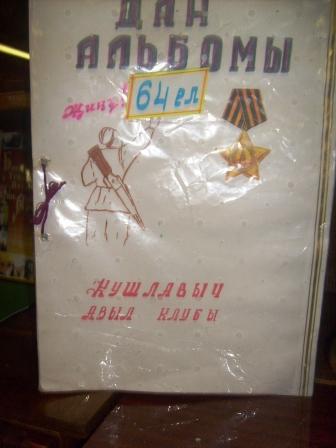 ДАН
АЛЬБОМЫ
64 ел
Кушлавыч
АВЫЛ КЛУБЫ